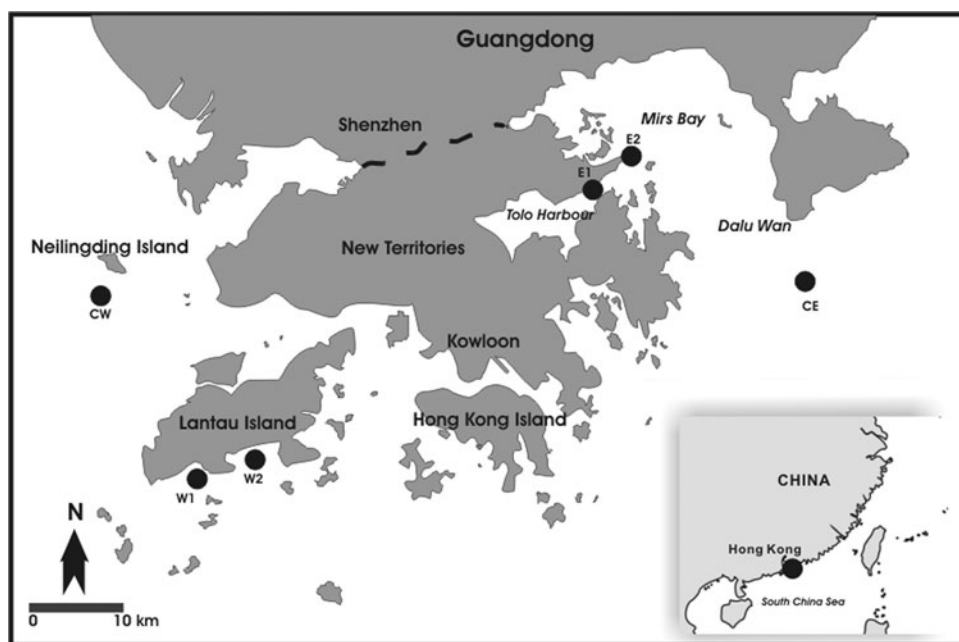 Guangdong
Shenzhen
Mirs Bay
E2
E1
Tolo Harbour
Dalu Wan
Neilingding Island
New Territories
CW
CE
Kowloon
Lantau Island
Hong Kong Island
W2
W1
N
0 10 km
CHINA
Hong Kong
South China Sea